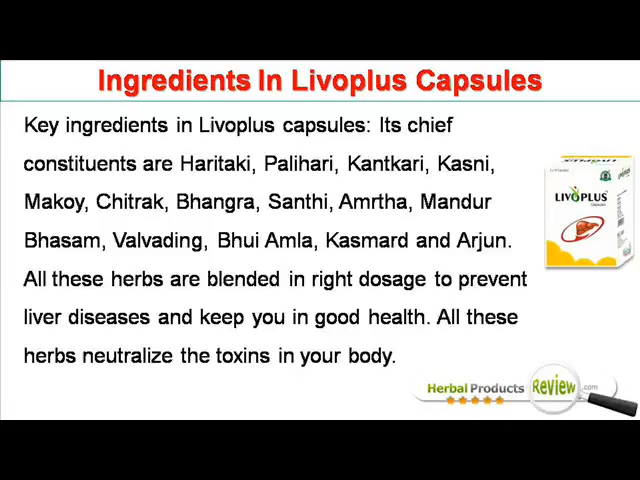 Ingredients In Livoplus Capsules
Key ingredients in Livoplus capsules: Its chief
constituents are Haritaki, Palihari, Kantkari, Kasni,
Makoy, Chitrak, Bhangra, Santhi, Amrtha, Mandur
Bhasam, Valvading, Bhui Amla, Kasmard and Arjun.
All these herbs are blended in right dosage to prevent
liver diseases and keep you in good health. All these
herbs neutralize the toxins in your body.
LIVOPLUS
Capsules
Herbal Products Review.com